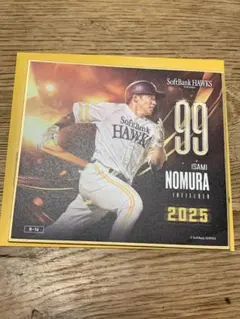 SoftBank HAWKS
99
ISAMI
NOMURA
INFIELDER
2025
SoftBank
HAWKS